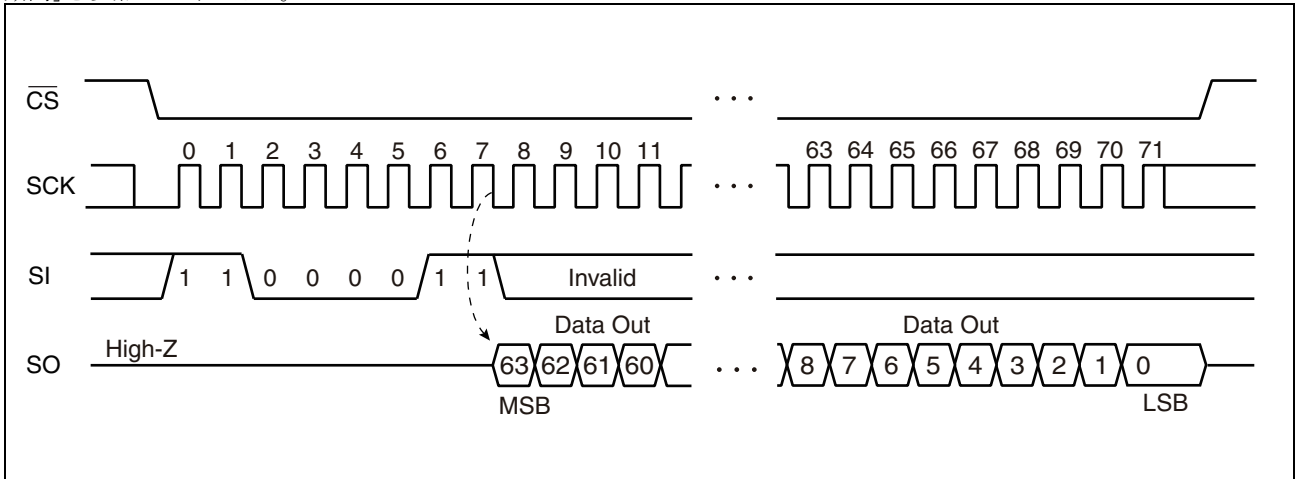 CS
0 1 2 3 4 5 6 7 8 9 10 11 63 64 65 66 67 68 69 70 71
SCK . . .
SI 1 1 0 0 0 0 1 1 Invalid . . .
Data Out Data Out
High-Z
SO 63 62 61 60 . . . 8 7 6 5 4 3 2 1 0
MSB LSB